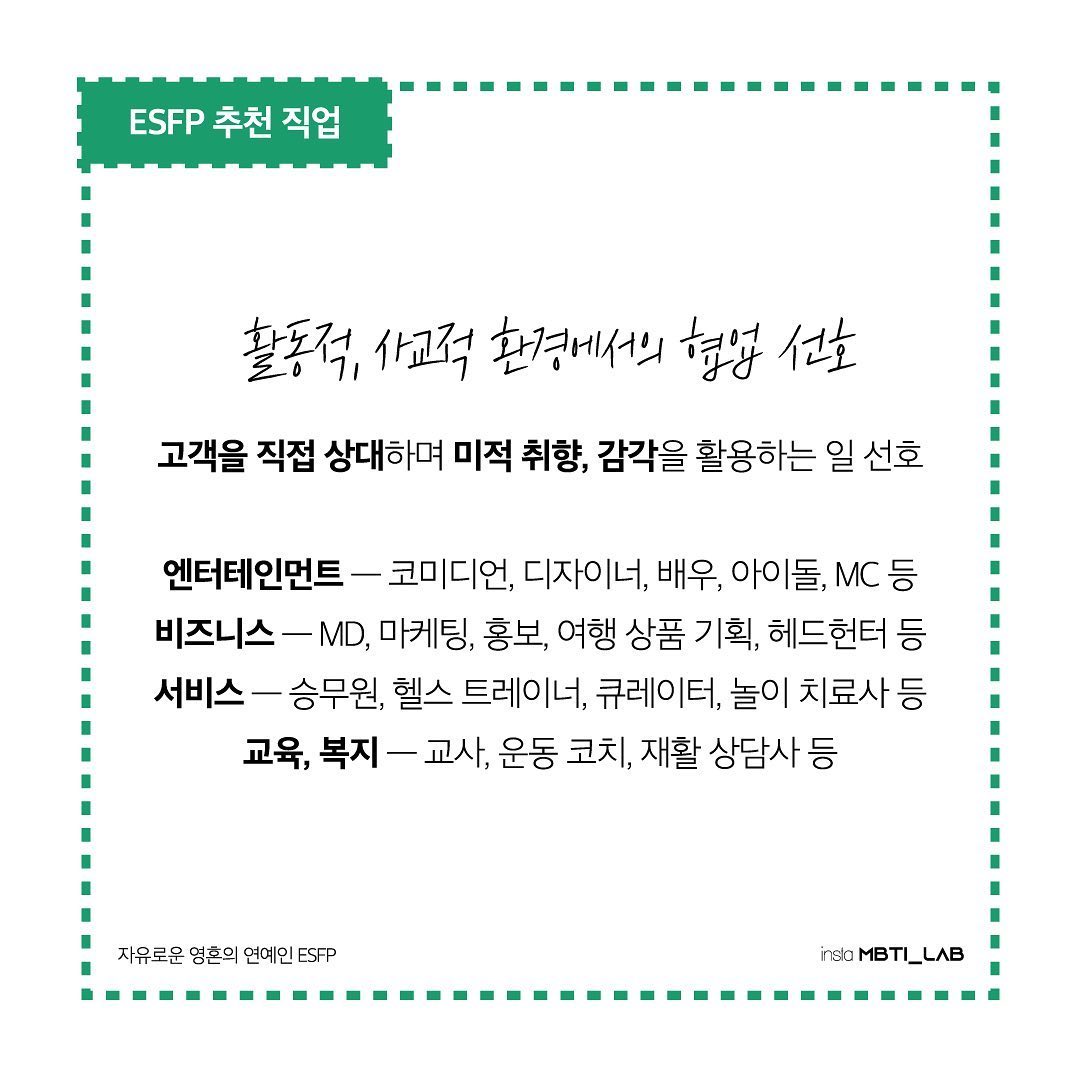 ESFP 추천 직업
활동적, 사교적 환경에서의 협업 선호
고객을 직접 상대하며 미적 취향, 감각을 활용하는 일 선호
엔터테인먼트 — 코미디언, 디자이너, 배우, 아이돌, MC 등
비즈니스 — MD, 마케팅, 홍보, 여행 상품 기획, 헤드헌터 등
서비스 — 승무원, 헬스 트레이너, 큐레이터, 놀이 치료사 등
교육, 복지 — 교사, 운동 코치, 재활 상담사 등
자유로운 영혼의 연예인 ESFP
insta MBTI_LAB